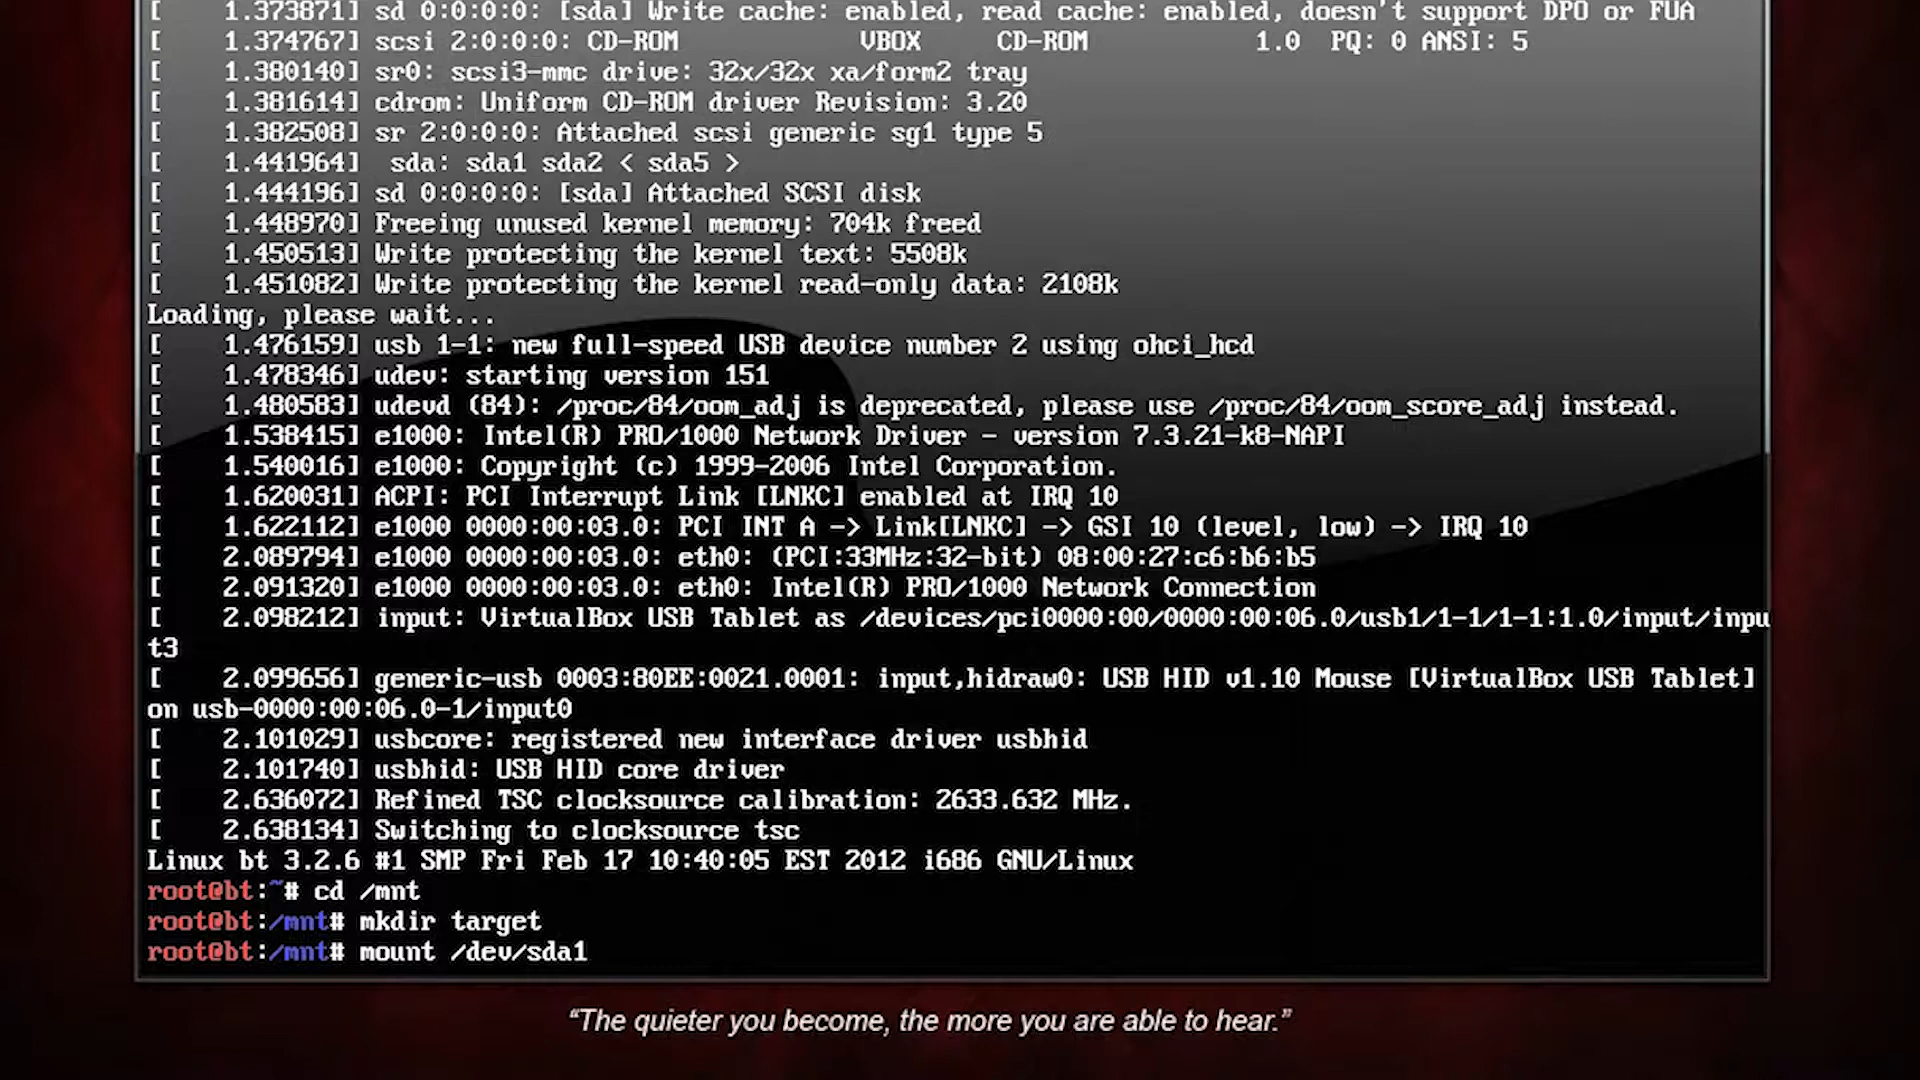 [    1.373871] sd 0:0:0:0: [sda] Write cache: enabled, read cache: enabled, doesn't support DPO or FUA
[    1.374767] scsi 2:0:0:0: CD-ROM            VBOX     CD-ROM           1.0  PQ: 0 ANSI: 5
[    1.380140] sr0: scsi3-mmc drive: 32x/32x xa/form2 tray
[    1.381614] cdrom: Uniform CD-ROM driver Revision: 3.20
[    1.382508] sr 2:0:0:0: Attached scsi generic sg1 type 5
[    1.441964]  sda: sda1 sda2 < sda5 >
[    1.444196] sd 0:0:0:0: [sda] Attached SCSI disk
[    1.448970] Freeing unused kernel memory: 704k freed
[    1.450513] Write protecting the kernel text: 5508k
[    1.451082] Write protecting the kernel read-only data: 2108k
Loading, please wait...
[    1.476159] usb 1-1: new full-speed USB device number 2 using ohci_hcd
[    1.478346] udev: starting version 151
[    1.480583] udevd (84): /proc/84/oom_adj is deprecated, please use /proc/84/oom_score_adj instead.
[    1.538415] e1000: Intel(R) PRO/1000 Network Driver - version 7.3.21-k8-NAPI
[    1.540016] e1000: Copyright (c) 1999-2006 Intel Corporation.
[    1.620031] ACPI: PCI Interrupt Link [LNKC] enabled at IRQ 10
[    1.622112] e1000 0000:00:03.0: PCI INT A -> Link[LNKC] -> GSI 10 (level, low) -> IRQ 10
[    2.089794] e1000 0000:00:03.0: eth0: (PCI:33MHz:32-bit) 08:00:27:c6:b6:b5
[    2.091320] e1000 0000:00:03.0: eth0: Intel(R) PRO/1000 Network Connection
[    2.098212] input: VirtualBox USB Tablet as /devices/pci0000:00/0000:00:06.0/usb1/1-1/1-1:1.0/input/inpu
t3
[    2.099656] generic-usb 0003:80EE:0021.0001: input,hidraw0: USB HID v1.10 Mouse [VirtualBox USB Tablet]
on usb-0000:00:06.0-1/input0
[    2.101029] usbcore: registered new interface driver usbhid
[    2.101740] usbhid: USB HID core driver
[    2.636072] Refined TSC clocksource calibration: 2633.632 MHz.
[    2.638134] Switching to clocksource tsc
Linux bt 3.2.6 #1 SMP Fri Feb 17 10:40:05 EST 2012 i686 GNU/Linux
root@bt:~# cd /mnt
root@bt:/mnt# mkdir target
root@bt:/mnt# mount /dev/sda1
“The quieter you become, the more you are able to hear.”